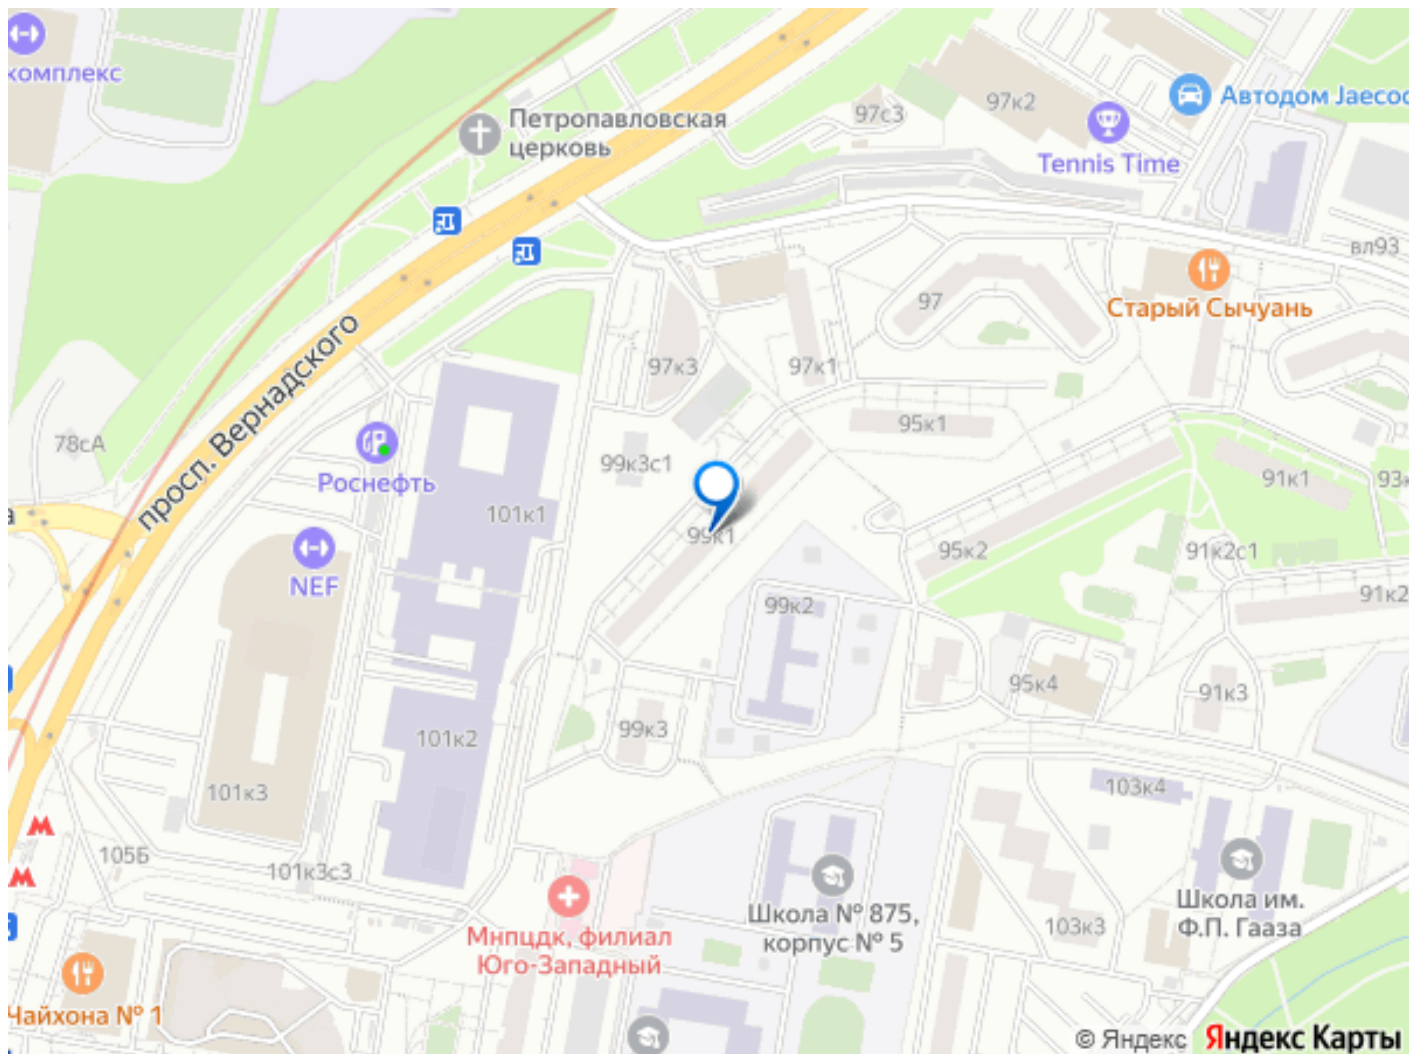 комплекс
Петропавловская
церковь
97с3
97к2
Автодом Jaecoo
Tennis Time
вл93
Старый Сычуань
97
97к3
97к1
95к1
просп. Вернадского
78сА
Роснефть
99к3с1
91к1
93к
101к1
99к1
95к2
91к2с1
а
NEF
99к2
91к2
95к4
91к3
99к3
101к2
101к3
103к4
М
105Б
101к3с3
М
Школа № 875,
корпус № 5
Школа им.
Ф.П. Гааза
103к3
Мнпцдк, филиал
Юго-Западный
Чайхона № 1
© Яндекс Яндекс Карты